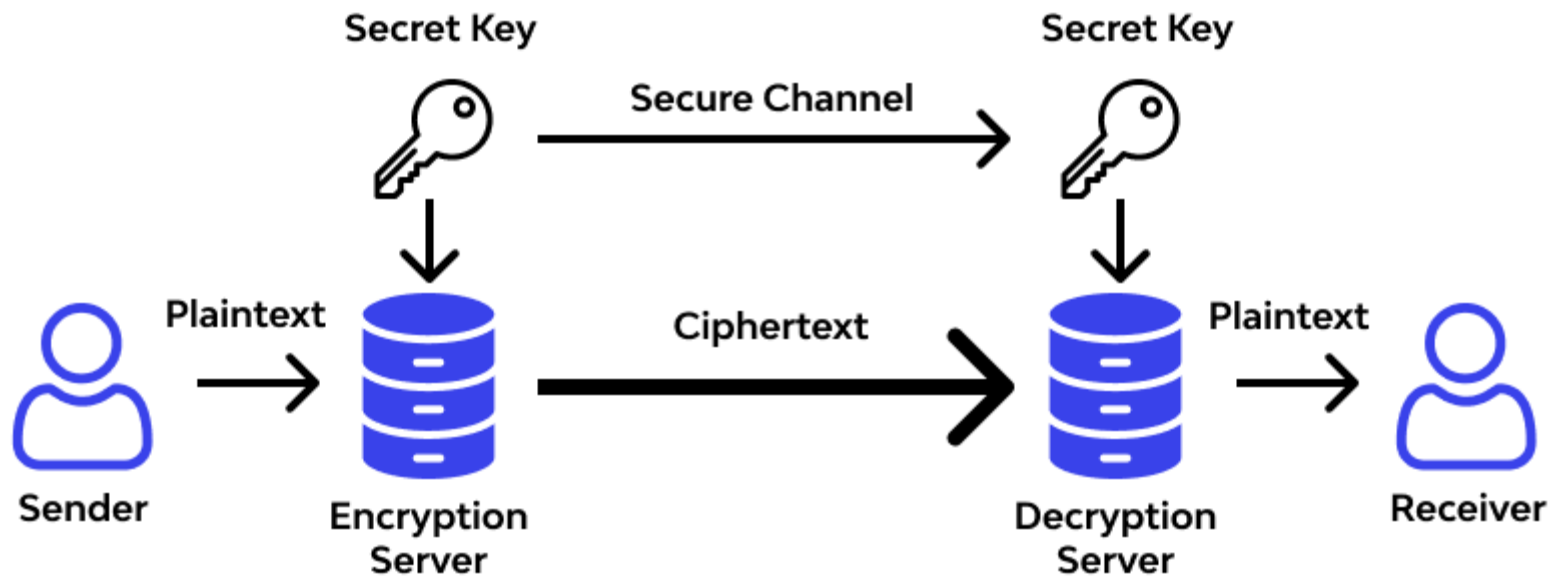 Secret Key
Secret Key
Secure Channel
Plaintext
Ciphertext
Plaintext
Sender
Encryption
Server
Decryption
Server
Receiver